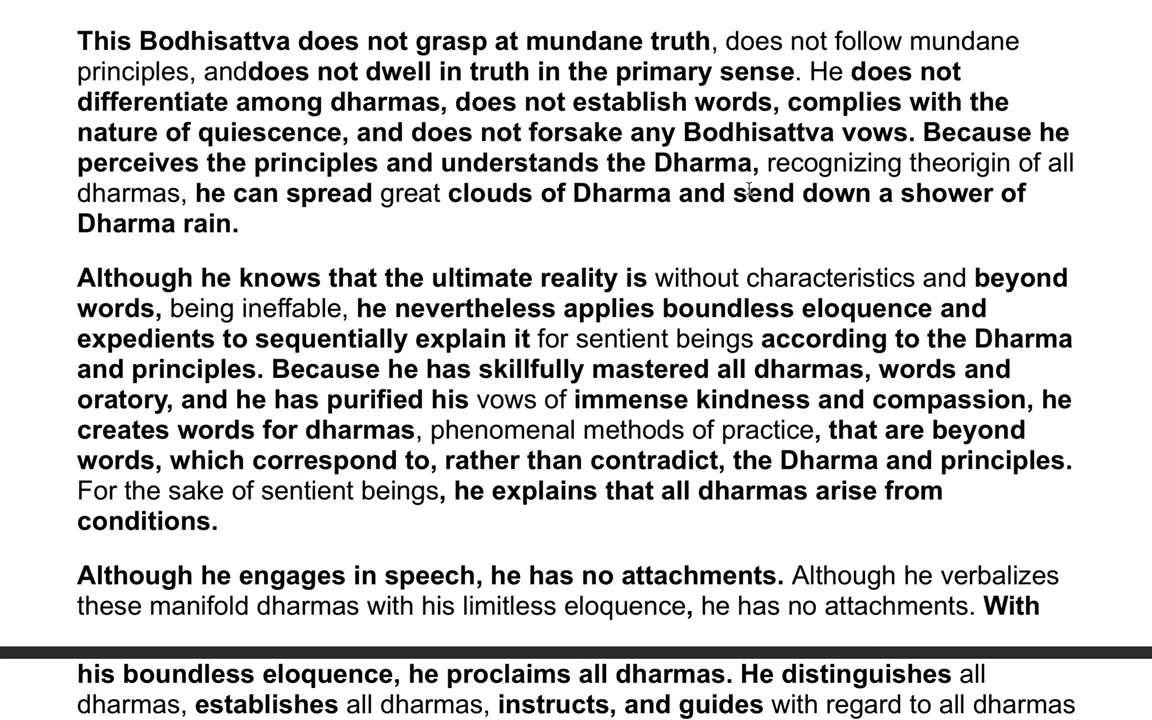 This Bodhisattva does not grasp at mundane truth, does not follow mundane
principles, anddoes not dwell in truth in the primary sense. He does not
differentiate among dharmas, does not establish words, complies with the
nature of quiescence, and does not forsake any Bodhisattva vows. Because he
perceives the principles and understands the Dharma, recognizing theorigin of all
dharmas, he can spread great clouds of Dharma and send down a shower of
Dharma rain.
Although he knows that the ultimate reality is without characteristics and beyond
words, being ineffable, he nevertheless applies boundless eloquence and
expedients to sequentially explain it for sentient beings according to the Dharma
and principles. Because he has skillfully mastered all dharmas, words and
oratory, and he has purified his vows of immense kindness and compassion, he
creates words for dharmas, phenomenal methods of practice, that are beyond
words, which correspond to, rather than contradict, the Dharma and principles.
For the sake of sentient beings, he explains that all dharmas arise from
conditions.
Although he engages in speech, he has no attachments. Although he verbalizes
these manifold dharmas with his limitless eloquence, he has no attachments. With
his boundless eloquence, he proclaims all dharmas. He distinguishes all
dharmas, establishes all dharmas, instructs, and guides with regard to all dharmas